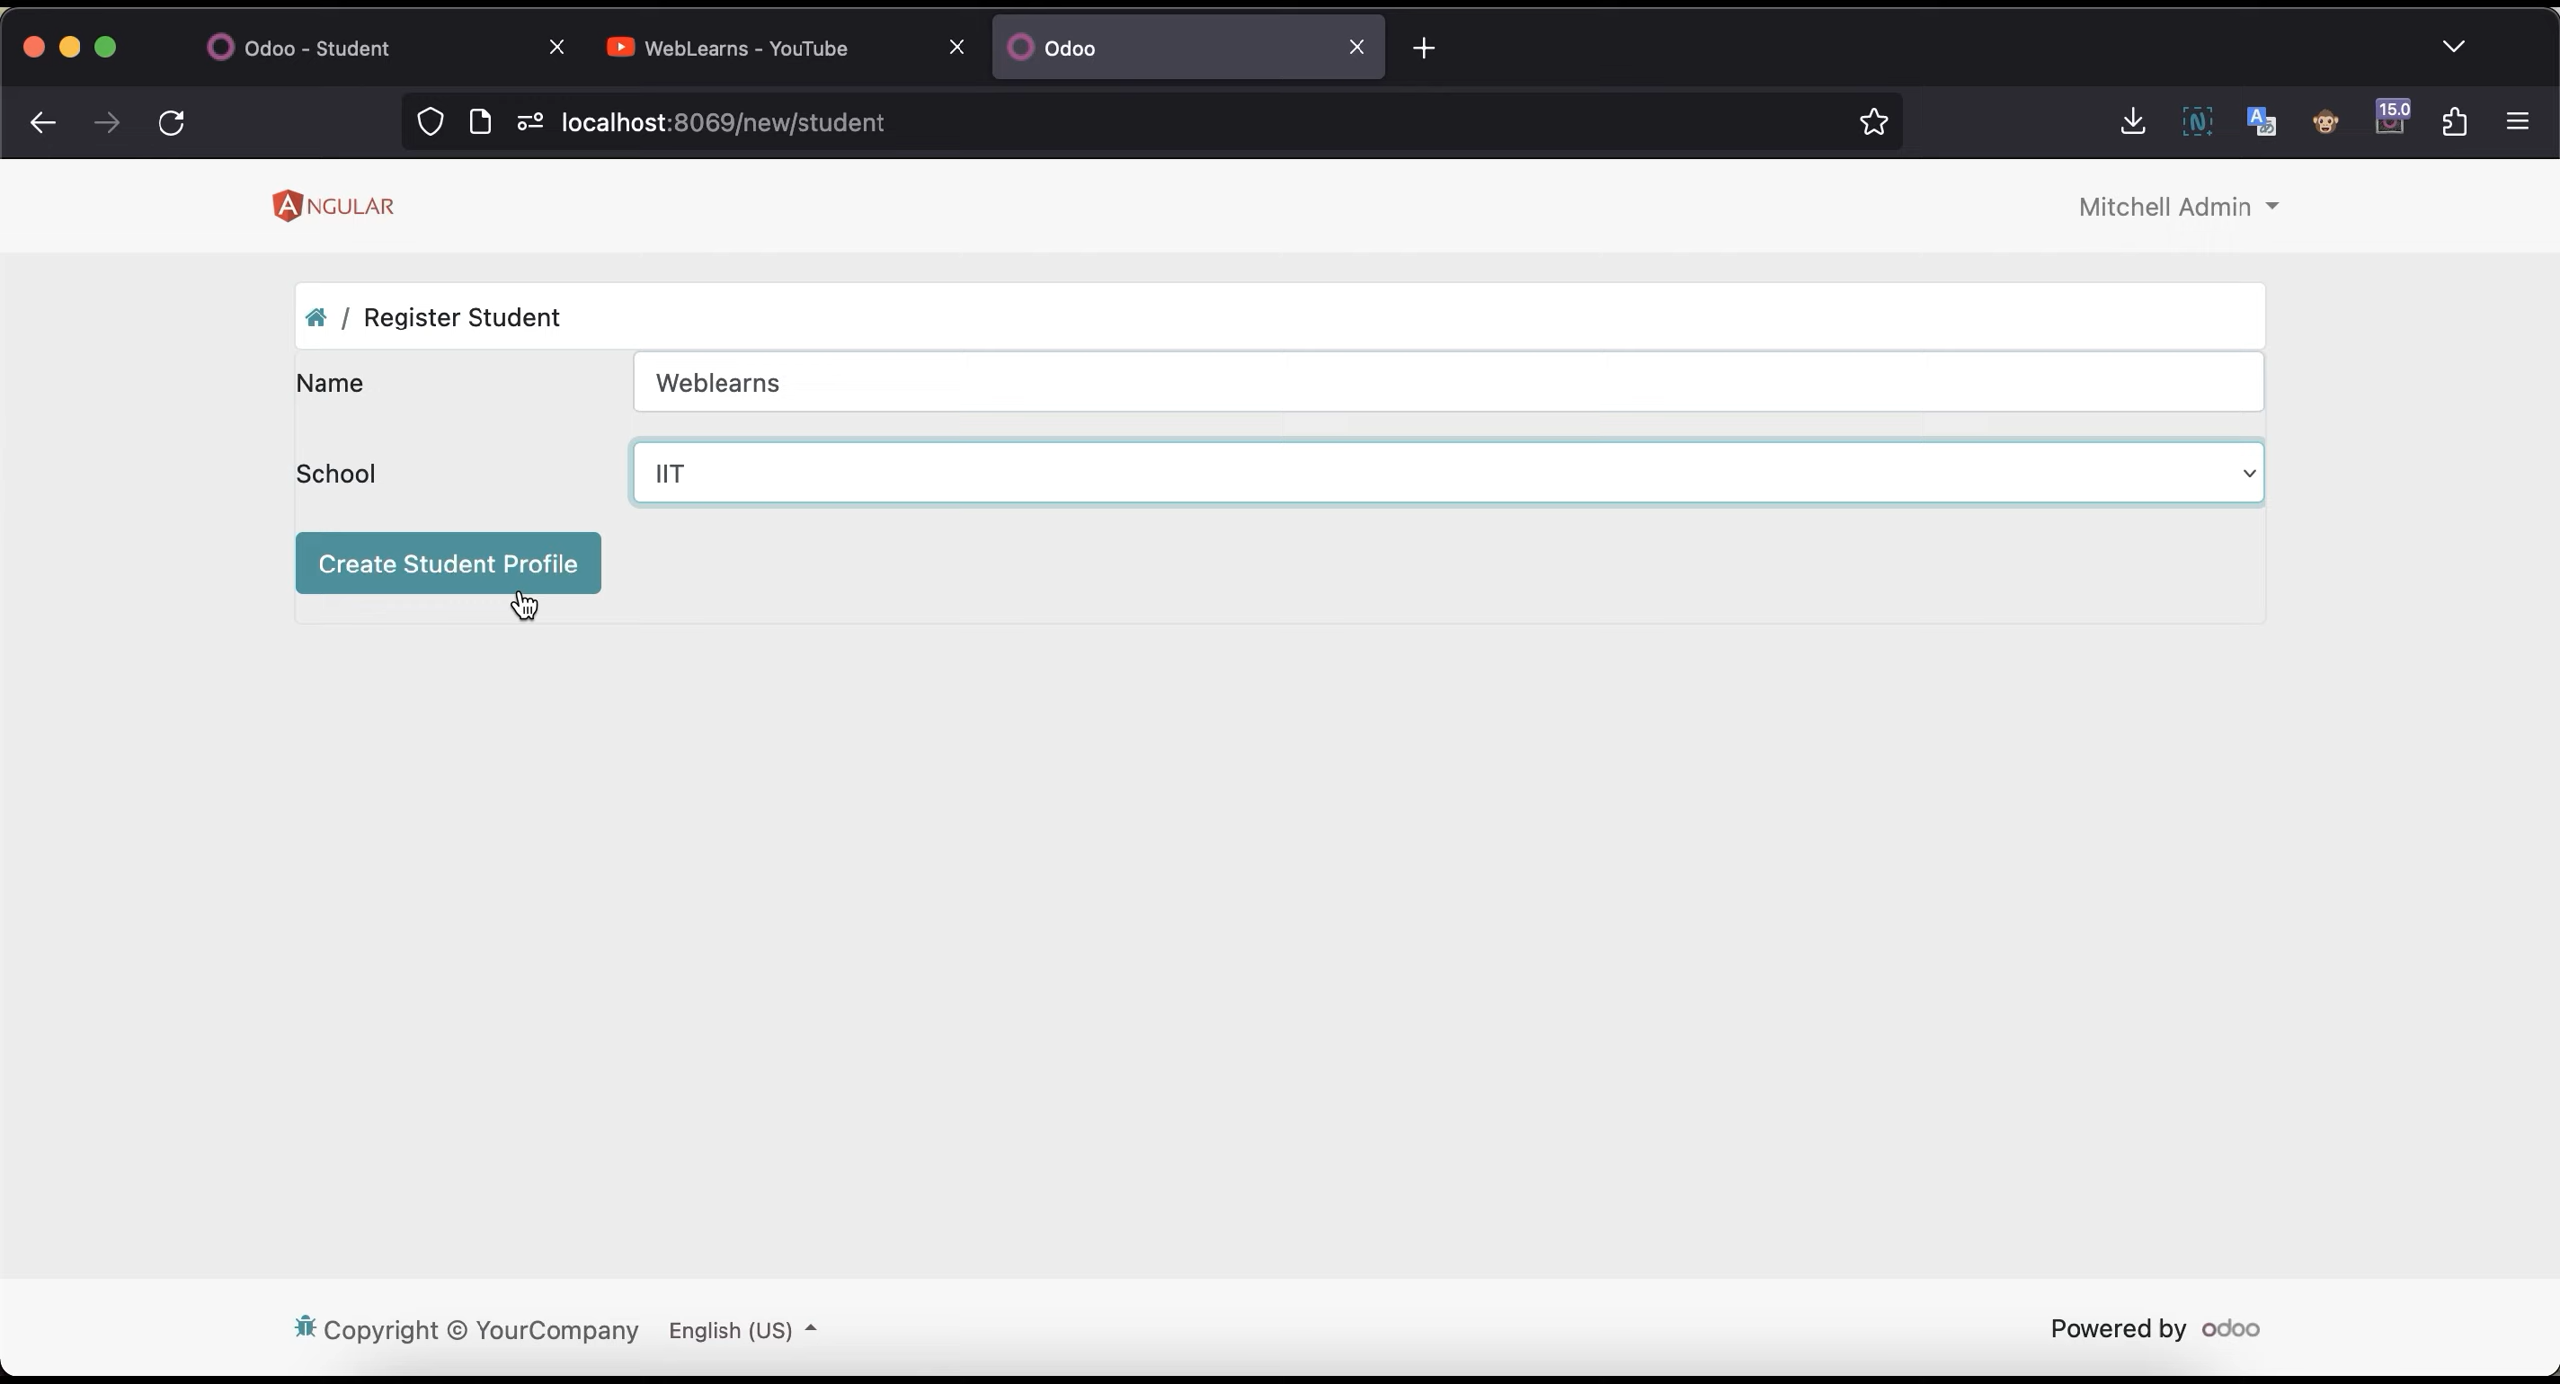 Odoo - Student
WebLearns - YouTube
Odoo
localhost:8069/new/student
15.0
ANGULAR
Mitchell Admin
/ Register Student
Name
Weblearns
School
IIT
Create Student Profile
Copyright © YourCompany
English (US)
Powered by odoo